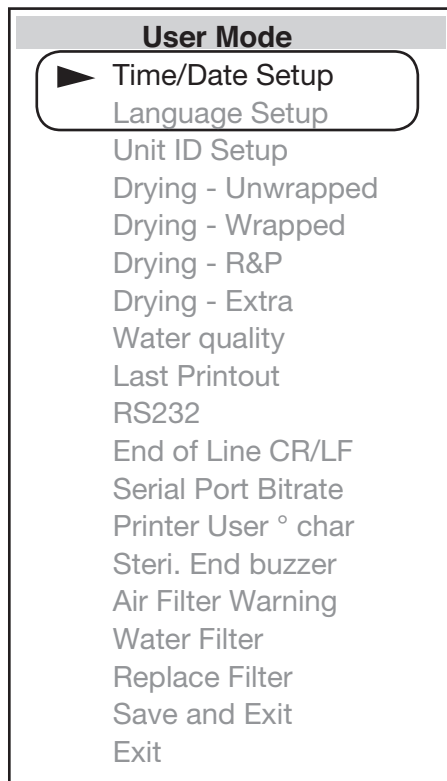 User Mode
Time/Date Setup
Language Setup
Unit ID Setup
Drying - Unwrapped
Drying - Wrapped
Drying - R&P
Drying - Extra
Water quality
Last Printout
RS232
End of Line CR/LF
Serial Port Bitrate
Printer User ° char
Steri. End buzzer
Air Filter Warning
Water Filter
Replace Filter
Save and Exit
Exit